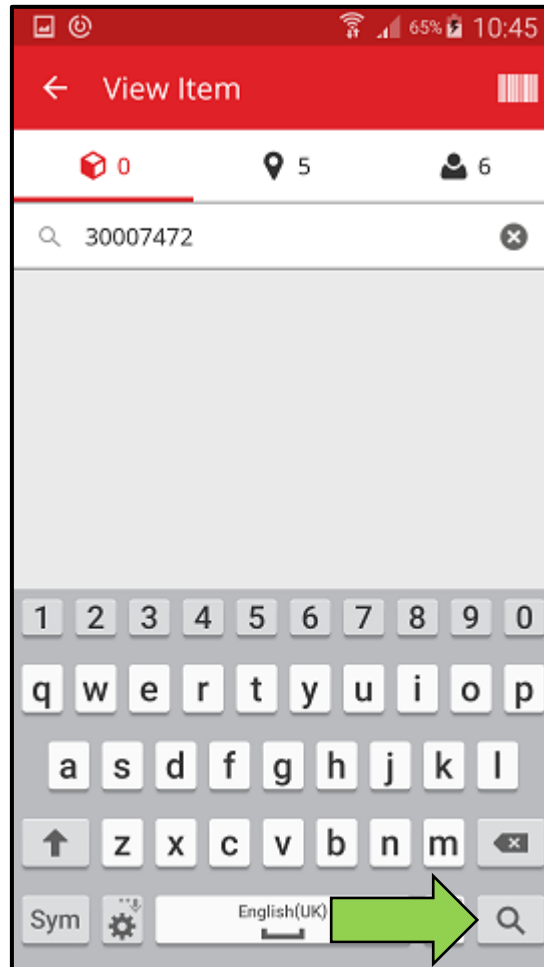 65% 10:45
View Item
0 5 6
30007472
1 2 3 4 5 6 7 8 9 0
q w e r t y u i o p
a s d f g h j k l
z x c v b n m
Sym English(UK)